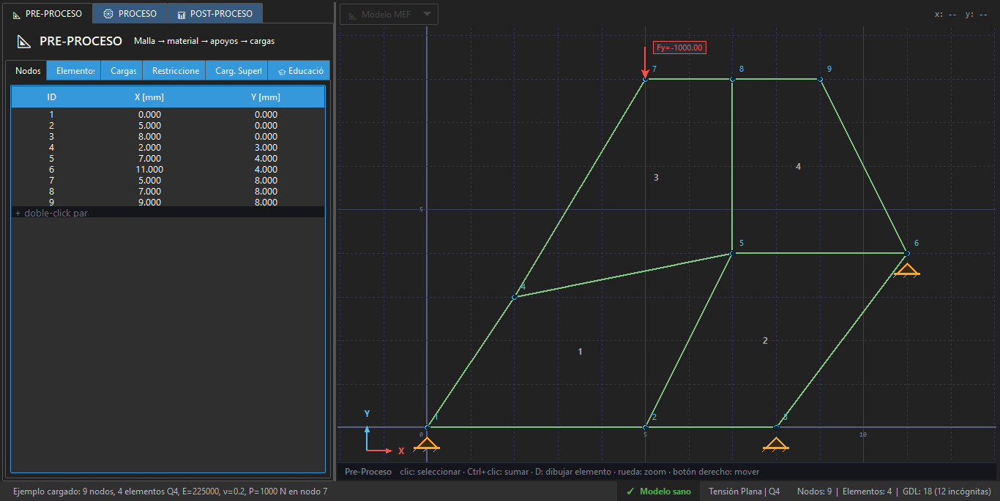 PRE-PROCESO PROCESO POST-PROCESO
PRE-PROCESO Malla → material → apoyos → cargas
Nodos Elementos Cargas Restriccione Carg. Superf Educació
ID X [mm] Y [mm]
1 0.000 0.000
2 5.000 0.000
3 8.000 0.000
4 2.000 3.000
5 7.000 4.000
6 11.000 4.000
7 5.000 8.000
8 7.000 8.000
9 9.000 8.000
+ doble-click par
Modelo MEF
x: -- y: --
Fy=-1000.00
7 8 9
3 4
5
5 6
4
1 2
Y
1 2 3
0 5 10
X
Pre-Proceso clic: seleccionar · Ctrl+clic: sumar · D: dibujar elemento · rueda: zoom · botón derecho: mover
Ejemplo cargado: 9 nodos, 4 elementos Q4, E=225000, ν=0.2, P=1000 N en nodo 7
✓ Modelo sano Tensión Plana | Q4 Nodos: 9 | Elementos: 4 | GDL: 18 (12 incógnitas)